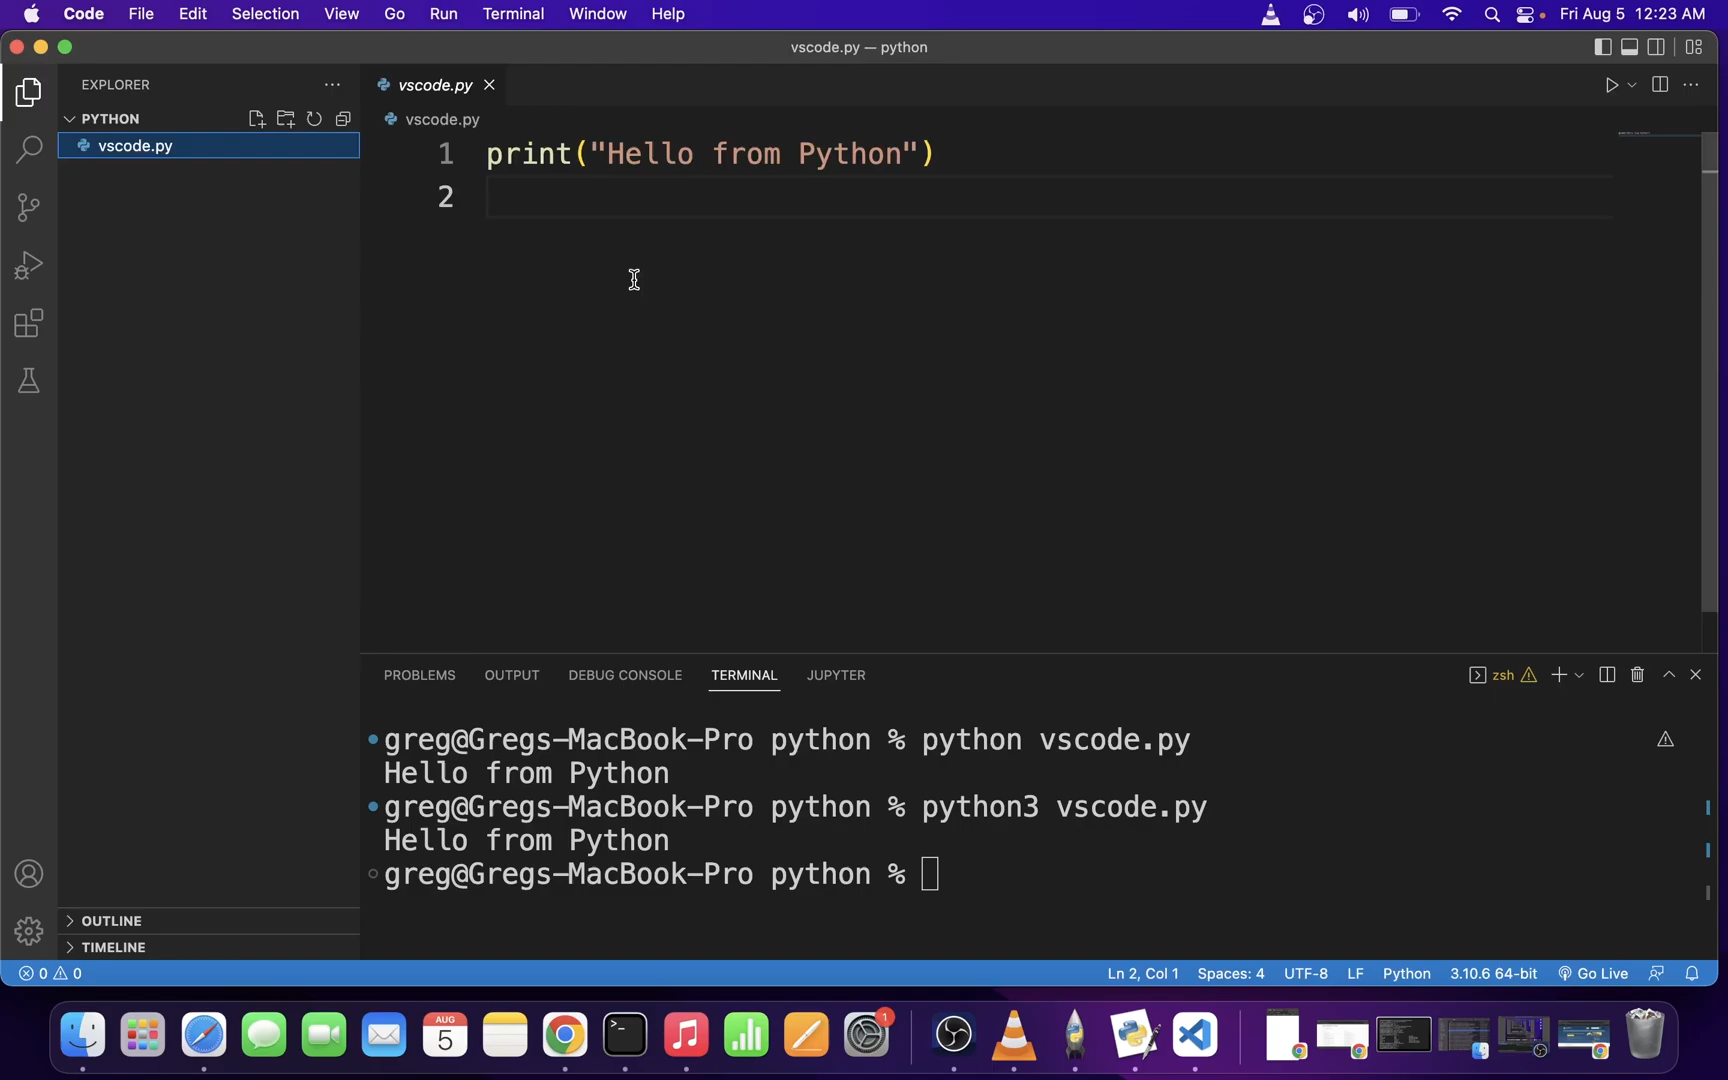 Code File Edit Selection View Go Run Terminal Window Help Fri Aug 5 12:23 AM
vscode.py — python
EXPLORER
PYTHON
vscode.py
vscode.py
vscode.py
1 print("Hello from Python")
2
PROBLEMS OUTPUT DEBUG CONSOLE TERMINAL JUPYTER zsh
greg@Gregs-MacBook-Pro python % python vscode.py
Hello from Python
greg@Gregs-MacBook-Pro python % python3 vscode.py
Hello from Python
greg@Gregs-MacBook-Pro python %
OUTLINE
TIMELINE
0 0 Ln 2, Col 1 Spaces: 4 UTF-8 LF Python 3.10.6 64-bit Go Live
AUG
5
1